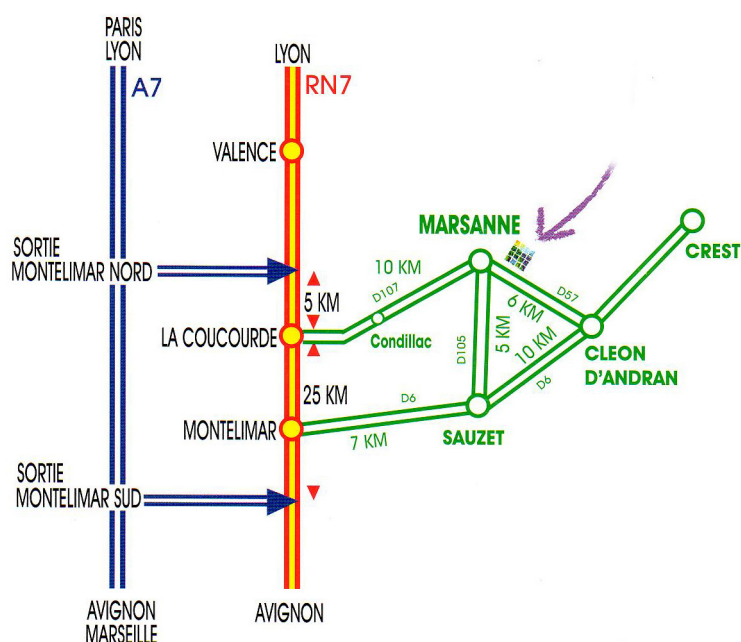 PARIS
LYON
A7
LYON
RN7
VALENCE
SORTIE
MONTELIMAR NORD
5 KM
LA COUCOURDE
25 KM
MONTELIMAR
SORTIE
MONTELIMAR SUD
AVIGNON
MARSEILLE
AVIGNON
MARSANNE
CREST
10 KM
D107
Condillac
D57
6 KM
D105
5 KM
10 KM
D6
CLEON
D'ANDRAN
D6
7 KM
SAUZET